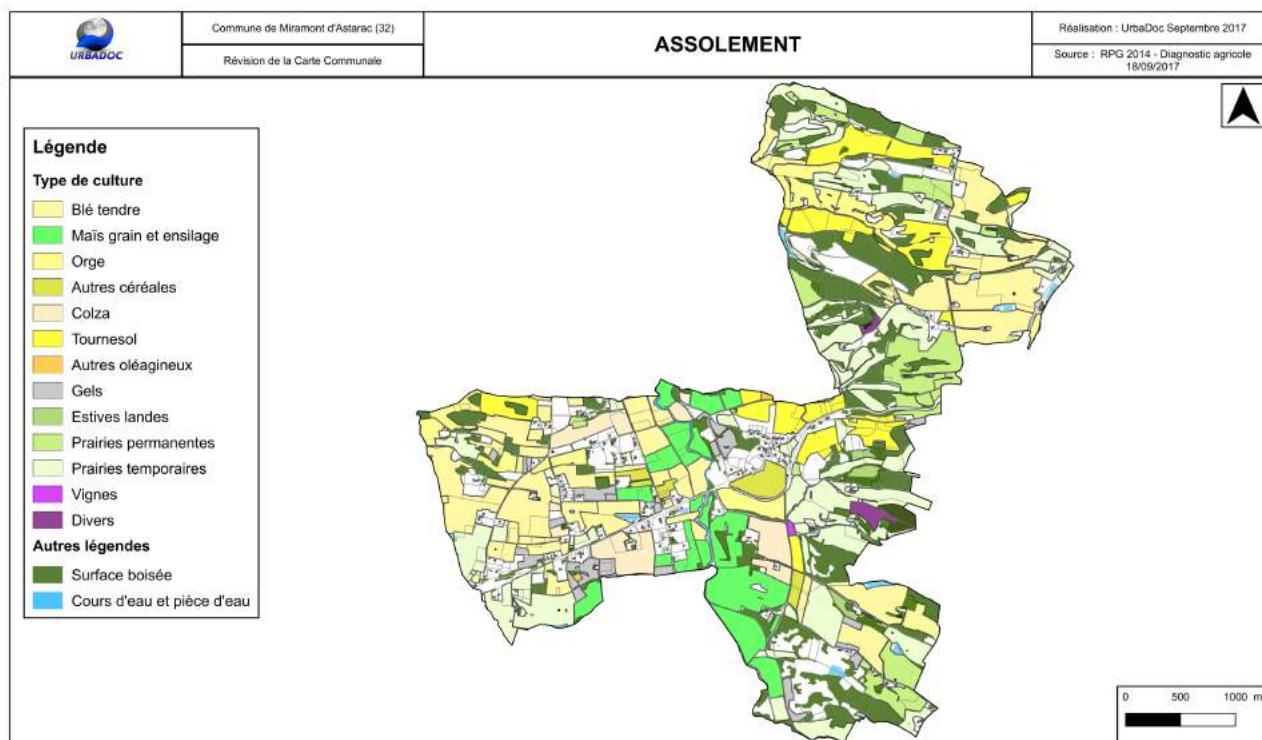 URBADOC
Commune de Miramont d'Astarac (32)
Révision de la Carte Communale
ASSOLEMENT
Réalisation : UrbaDoc Septembre 2017
Source : RPG 2014 - Diagnostic agricole
18/09/2017
Légende
Type de culture
Blé tendre
Maïs grain et ensilage
Orge
Autres céréales
Colza
Tournesol
Autres oléagineux
Gels
Estives landes
Prairies permanentes
Prairies temporaires
Vignes
Divers
Autres légendes
Surface boisée
Cours d'eau et pièce d'eau
0 500 1000 m